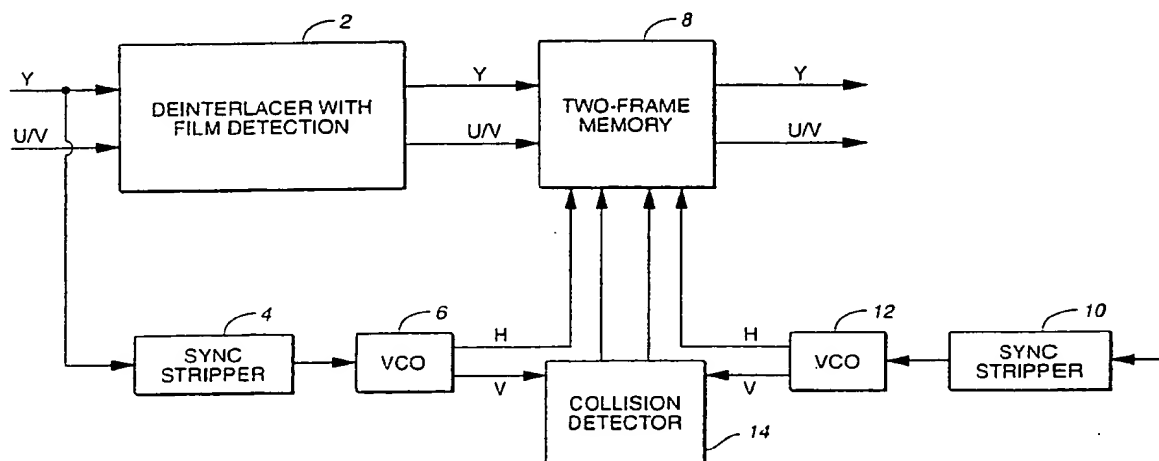 2
8
Y
U/V
DEINTERLACER WITH
FILM DETECTION
Y
U/V
TWO-FRAME
MEMORY
Y
U/V
4
SYNC
STRIPPER
6
VCO
H
V
COLLISION
DETECTOR
14
H
V
12
VCO
10
SYNC
STRIPPER